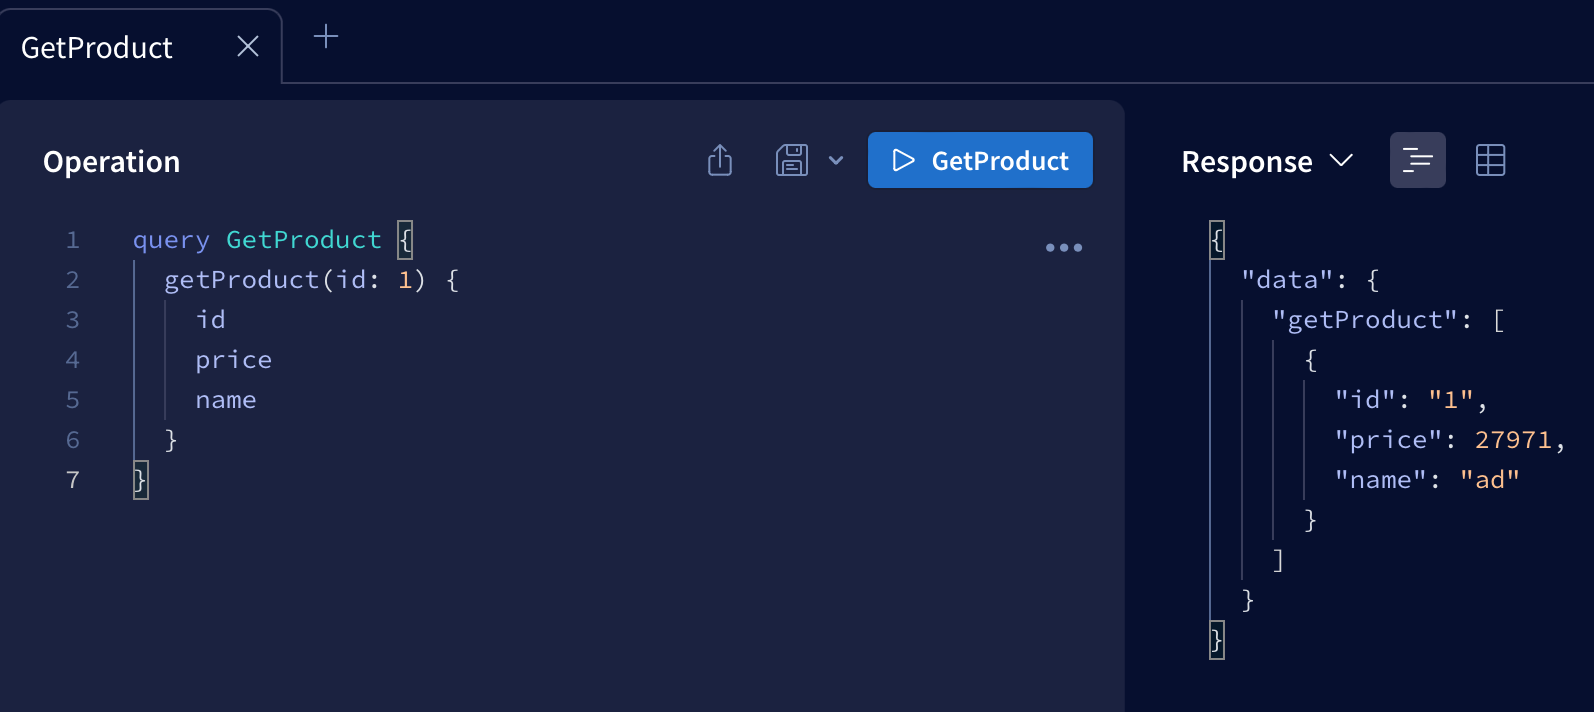 GetProduct
Operation
GetProduct
1 query GetProduct {
2   getProduct(id: 1) {
3     id
4     price
5     name
6   }
7 }
Response
{
  "data": {
    "getProduct": [
      {
        "id": "1",
        "price": 27971,
        "name": "ad"
      }
    ]
  }
}